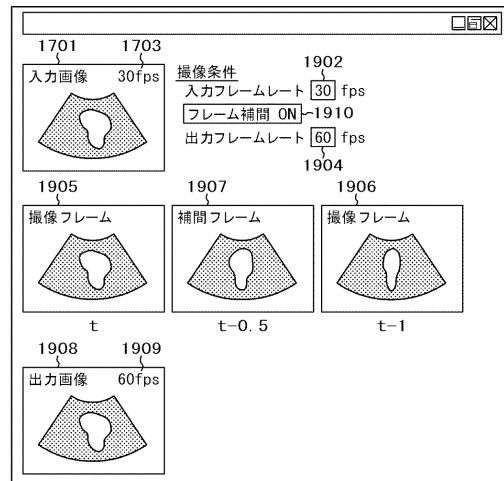 1701
1703
1902
入力画像 30fps
撮像条件
入力フレームレート 30 fps
フレーム補間 ON
1910
出力フレームレート 60 fps
1904
1905
1907
1906
撮像フレーム
補間フレーム
撮像フレーム
t
t-0.5
t-1
1908
1909
出力画像 60fps